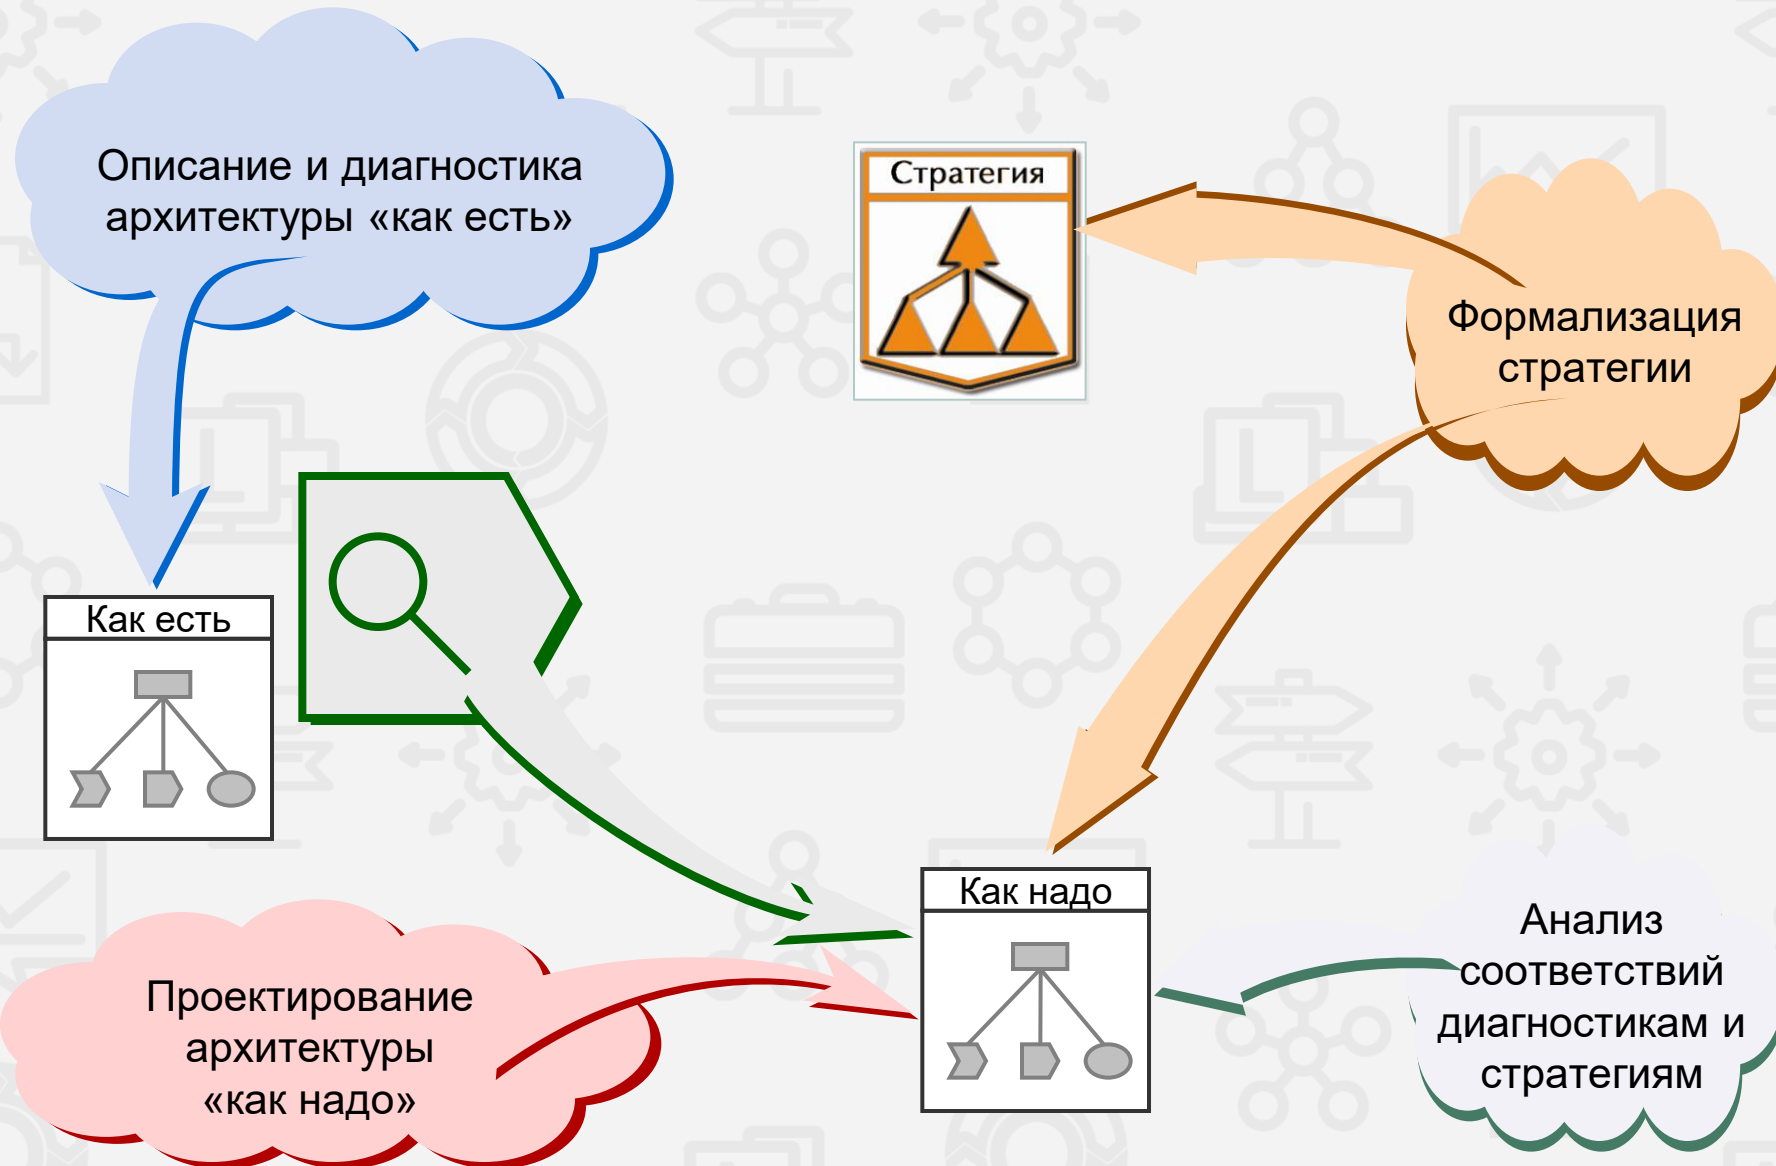 Описание и диагностика
архитектуры «как есть»
Стратегия
Формализация
стратегии
Как есть
Как надо
Проектирование
архитектуры
«как надо»
Анализ
соответствий
диагностикам и
стратегиям